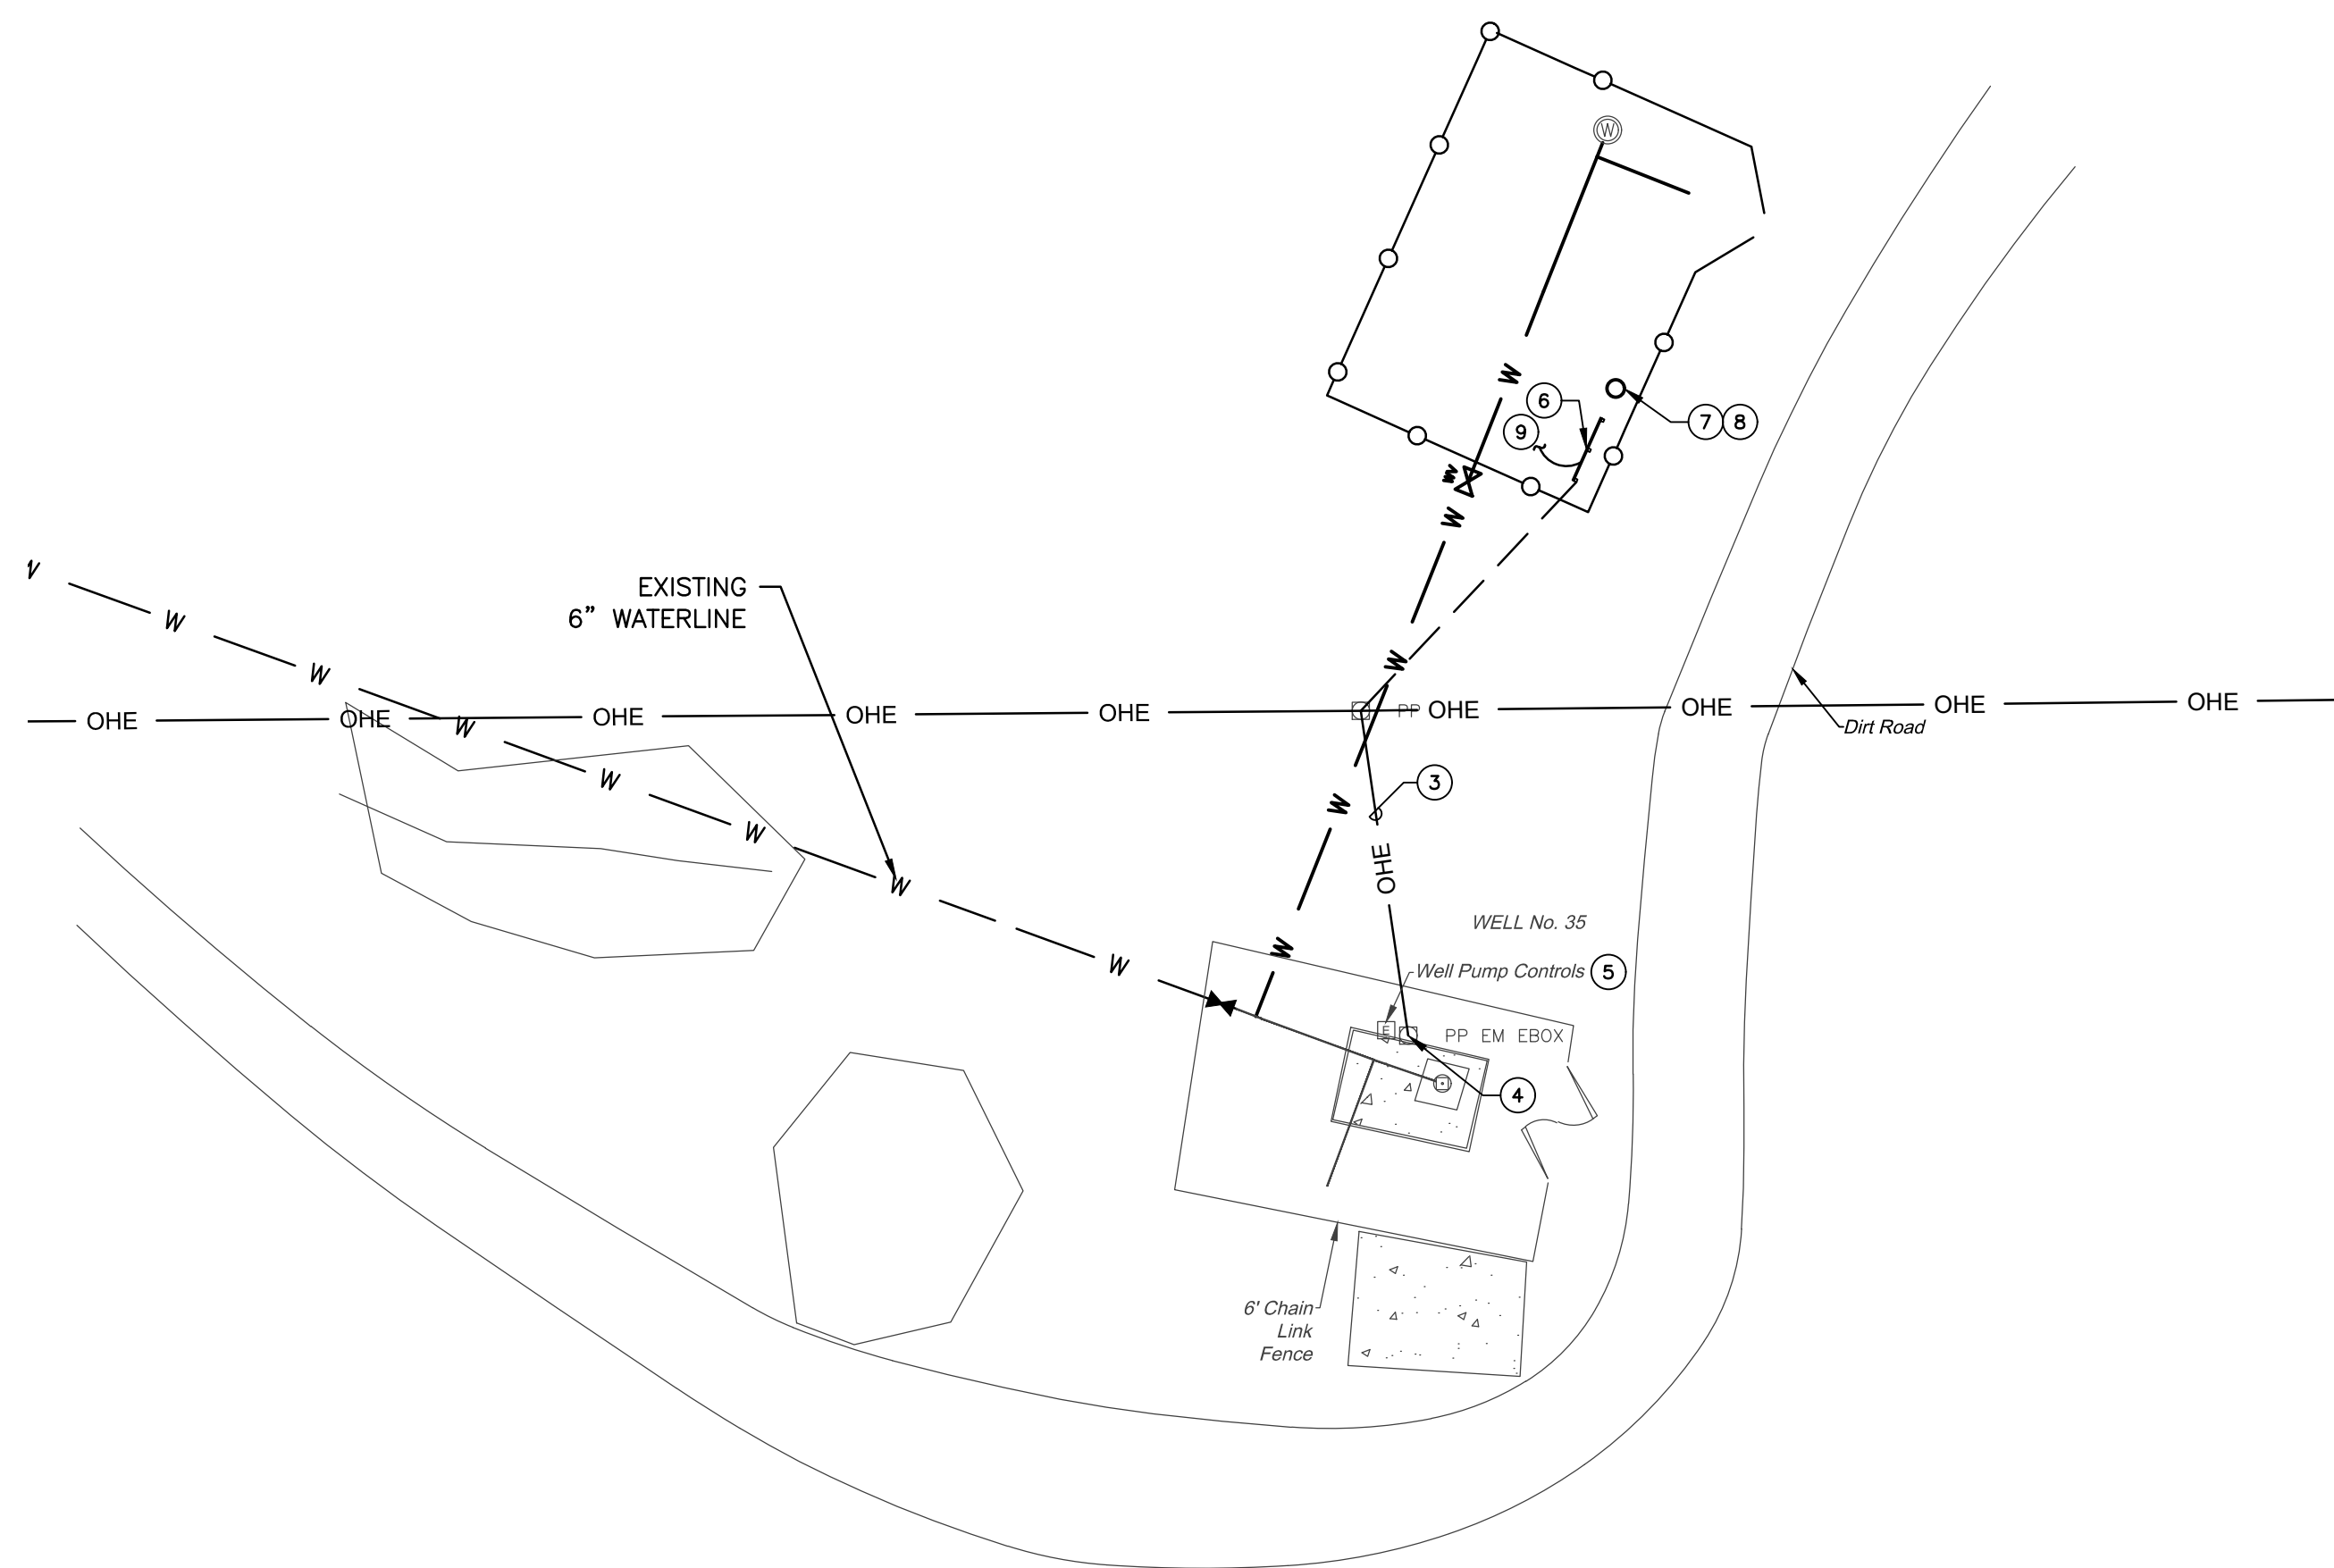 W
W
6
7 8
9
W
W
EXISTING
6” WATERLINE
W
W
W
W
OHE OHE W OHE OHE OHE PP OHE OHE OHE OHE
Dirt Road
W
3
W
W
OHE
W
WELL No. 35
W
W
Well Pump Controls 5
E PP EM EBOX
4
6' Chain
Link
Fence